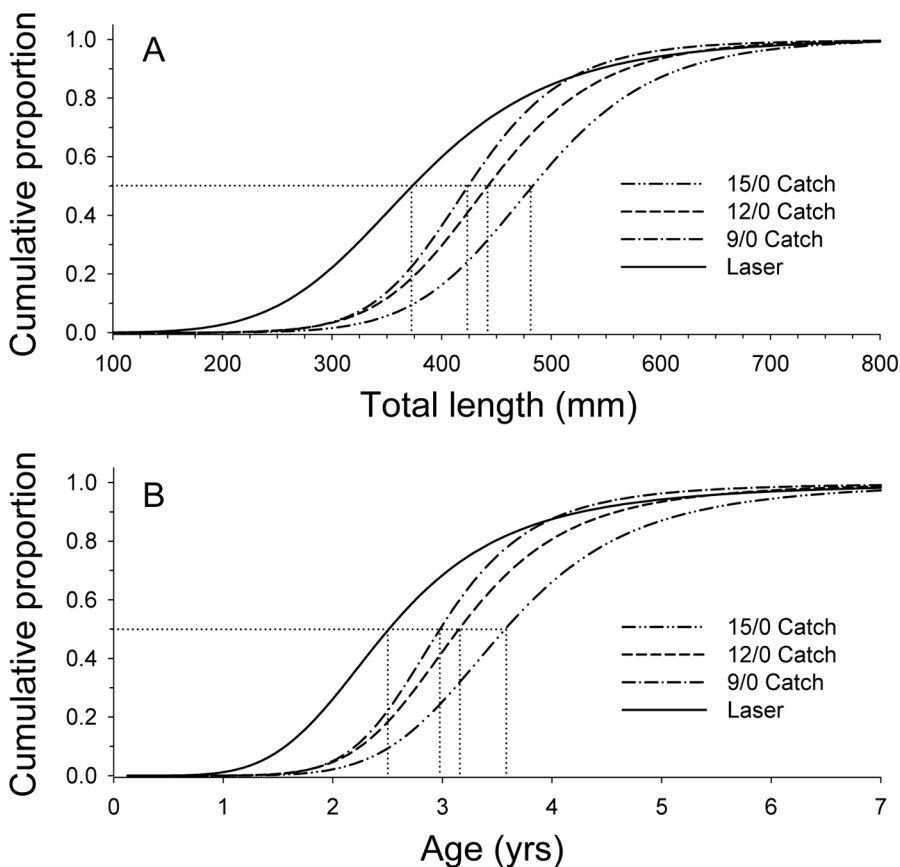 A
Cumulative proportion
1.0
0.8
0.6
0.4
0.2
0.0
15/0 Catch
12/0 Catch
9/0 Catch
Laser
100 200 300 400 500 600 700 800
Total length (mm)
B
Cumulative proportion
1.0
0.8
0.6
0.4
0.2
0.0
15/0 Catch
12/0 Catch
9/0 Catch
Laser
0 1 2 3 4 5 6 7
Age (yrs)